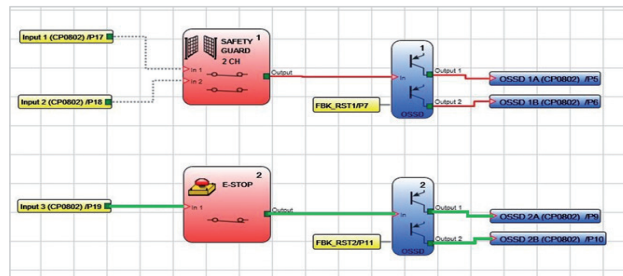 Input 1 (CP0802) /P17
Input 2 (CP0802) /P18
SAFETY GUARD 2 CH
1
In 1
In 2
Output
1
In
Output 1
Output 2
OSSD
FBK_RST1/P7
OSSD 1A (CP0802) /P5
OSSD 1B (CP0802) /P6
Input 3 (CP0802) /P19
2
E-STOP
In 1
Output
2
In
Output 1
Output 2
OSSD
FBK_RST2/P11
OSSD 2A (CP0802) /P9
OSSD 2B (CP0802) /P10